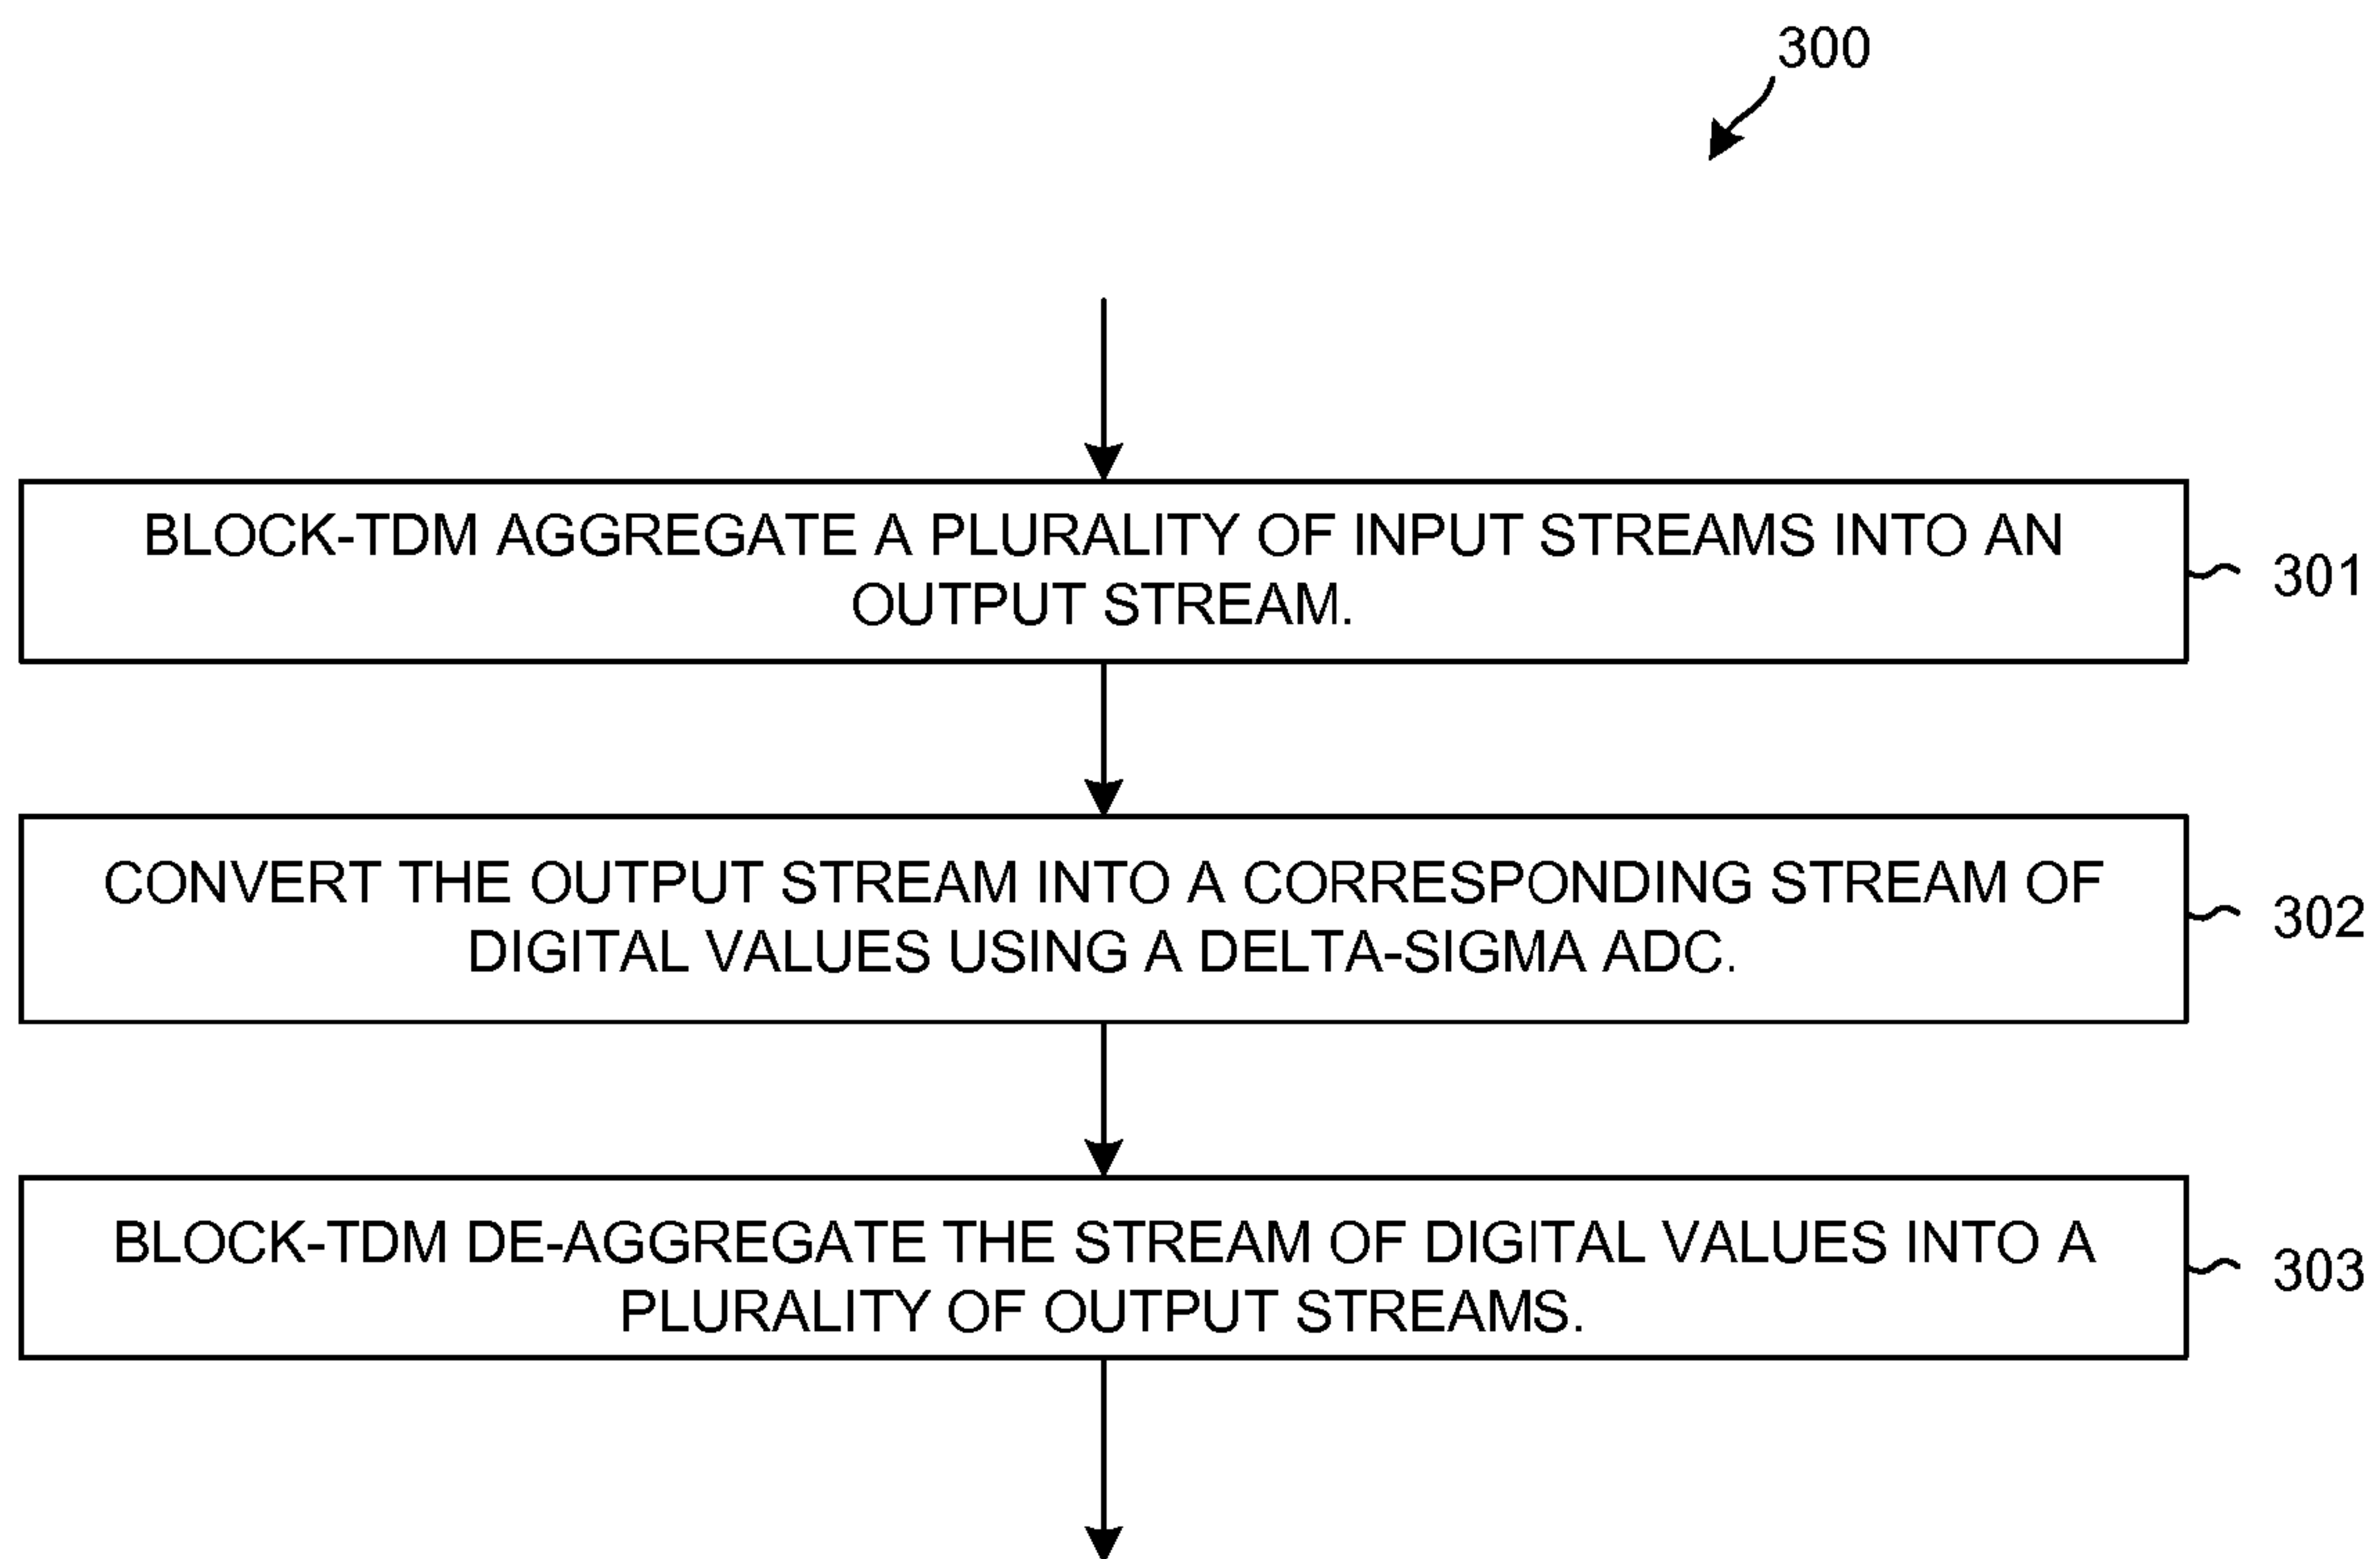 300
BLOCK-TDM AGGREGATE A PLURALITY OF INPUT STREAMS INTO AN
OUTPUT STREAM.
301
CONVERT THE OUTPUT STREAM INTO A CORRESPONDING STREAM OF
DIGITAL VALUES USING A DELTA-SIGMA ADC.
302
BLOCK-TDM DE-AGGREGATE THE STREAM OF DIGITAL VALUES INTO A
PLURALITY OF OUTPUT STREAMS.
303